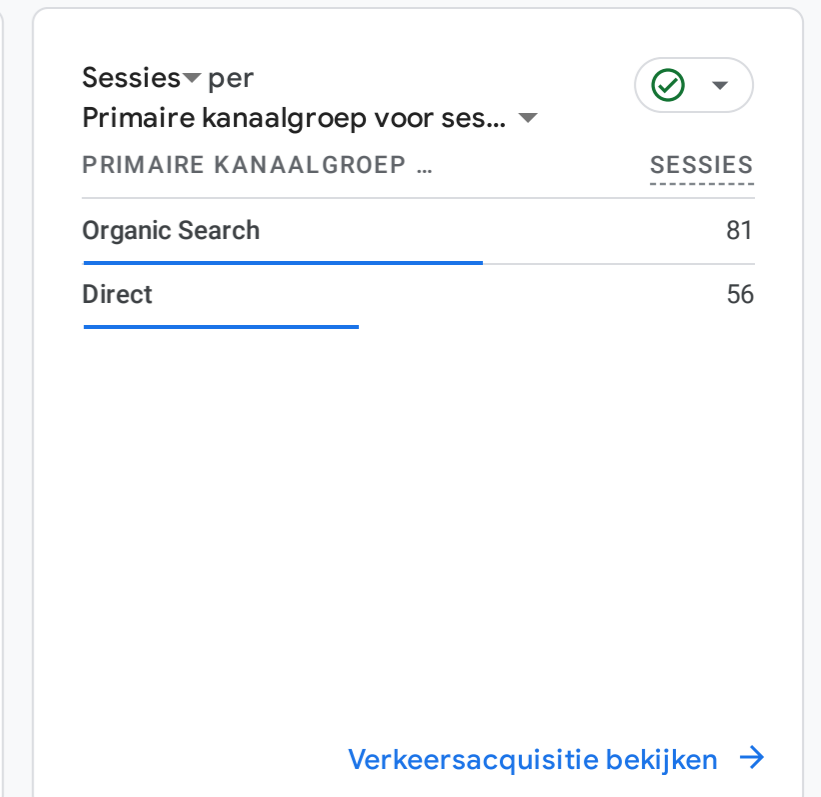 Sessies per
Primaire kanaalgroep voor ses...
PRIMAIRE KANAALGROEP ... SESSIES
Organic Search 81
Direct 56
Verkeersacquisitie bekijken